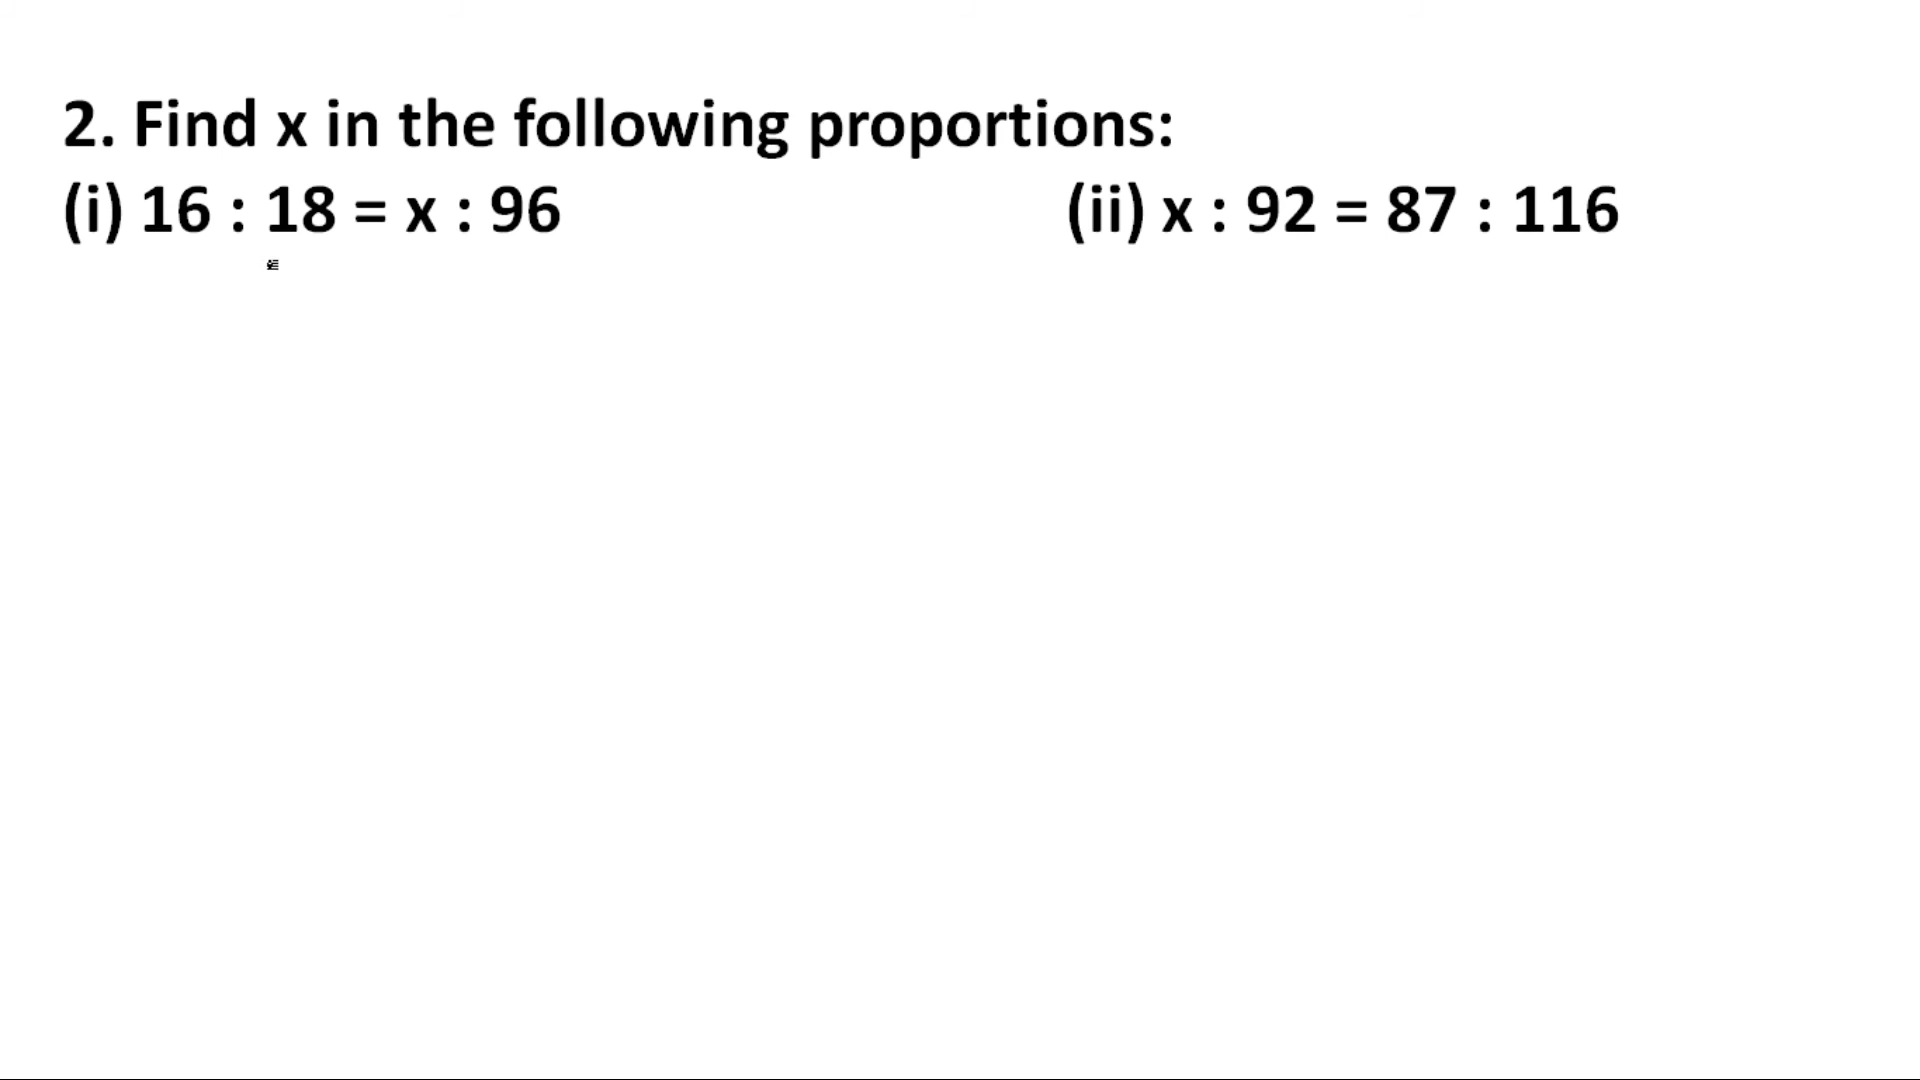 2. Find x in the following proportions:
(i) 16 : 18 = x : 96 (ii) x : 92 = 87 : 116